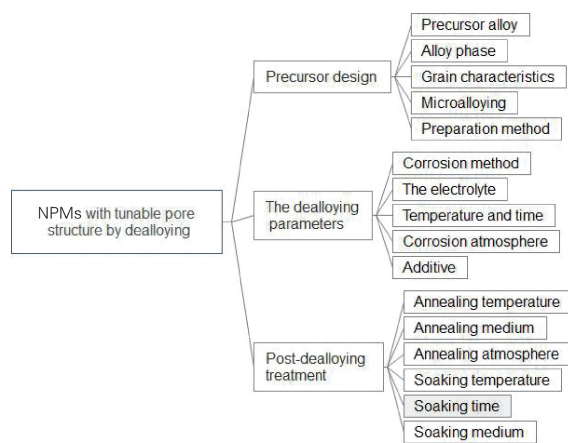 NPMs with tunable pore
structure by dealloying
Precursor design
Precursor alloy
Alloy phase
Grain characteristics
Microalloying
Preparation method
The dealloying
parameters
Corrosion method
The electrolyte
Temperature and time
Corrosion atmosphere
Additive
Post-dealloying
treatment
Annealing temperature
Annealing medium
Annealing atmosphere
Soaking temperature
Soaking time
Soaking medium